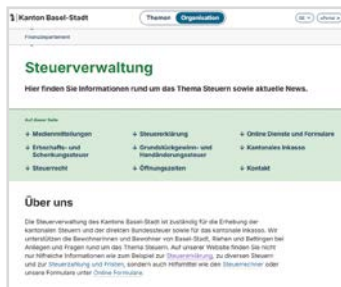 Kanton Basel-Stadt
Themen Organisation
Finanzdepartement
Steuerverwaltung
Hier finden Sie Informationen rund um das Thema Steuern sowie aktuelle News.
Auf dieser Seite
↓ Medienmitteilungen ↓ Steuererklärung ↓ Online Dienste und Formulare
↓ Erbschafts- und Schenkungssteuer ↓ Grundstückgewinn- und Handänderungssteuer ↓ Kantonales Inkasso
↓ Steuerrecht ↓ Öffnungszeiten ↓ Kontakt
Über uns
Die Steuerverwaltung des Kantons Basel-Stadt ist zuständig für die Erhebung der
kantonalen Steuern und der direkten Bundessteuer sowie für das kantonale Inkasso. Wir
unterstützen die Bewohnerinnen und Bewohner von Basel-Stadt, Riehen und Bettingen bei
Anliegen und Fragen rund um das Thema Steuern. Auf unserer Website finden Sie nicht
nur hilfreiche Informationen wie zum Beispiel zur Steuererklärung, zu diversen Steuern
und zur Steuerzahlung und Fristen, sondern auch Hilfsmittel wie den Steuerrechner oder
unsere Formulare unter Online Formulare.